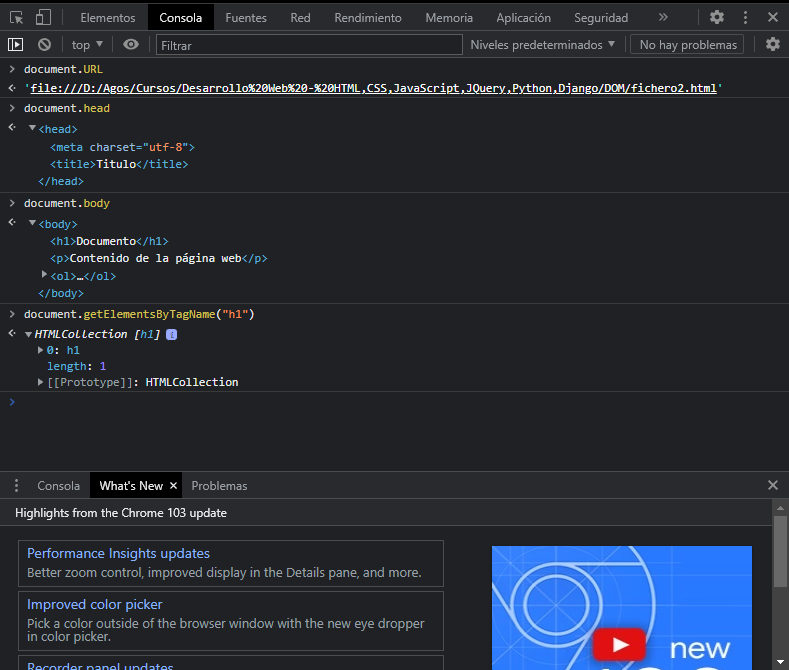 Elementos Consola Fuentes Red Rendimiento Memoria Aplicación Seguridad »
top ▼ Filtrar Niveles predeterminados ▼ No hay problemas
> document.URL
'file:///D:/Agos/Cursos/Desarrollo%20Web%20-%20HTML,CSS,JavaScript,JQuery,Python,Django/DOM/fichero2.html'
> document.head
▼<head>
<meta charset="utf-8">
<title>Titulo</title>
</head>
> document.body
▼<body>
<h1>Documento</h1>
<p>Contenido de la página web</p>
▶<ol>…</ol>
</body>
> document.getElementsByTagName("h1")
▼HTMLCollection [h1] i
▶0: h1
length: 1
▶[[Prototype]]: HTMLCollection
>
Consola What's New × Problemas
Highlights from the Chrome 103 update
Performance Insights updates
Better zoom control, improved display in the Details pane, and more.
Improved color picker
Pick a color outside of the browser window with the new eye dropper
in color picker.
Recorder panel updates
new